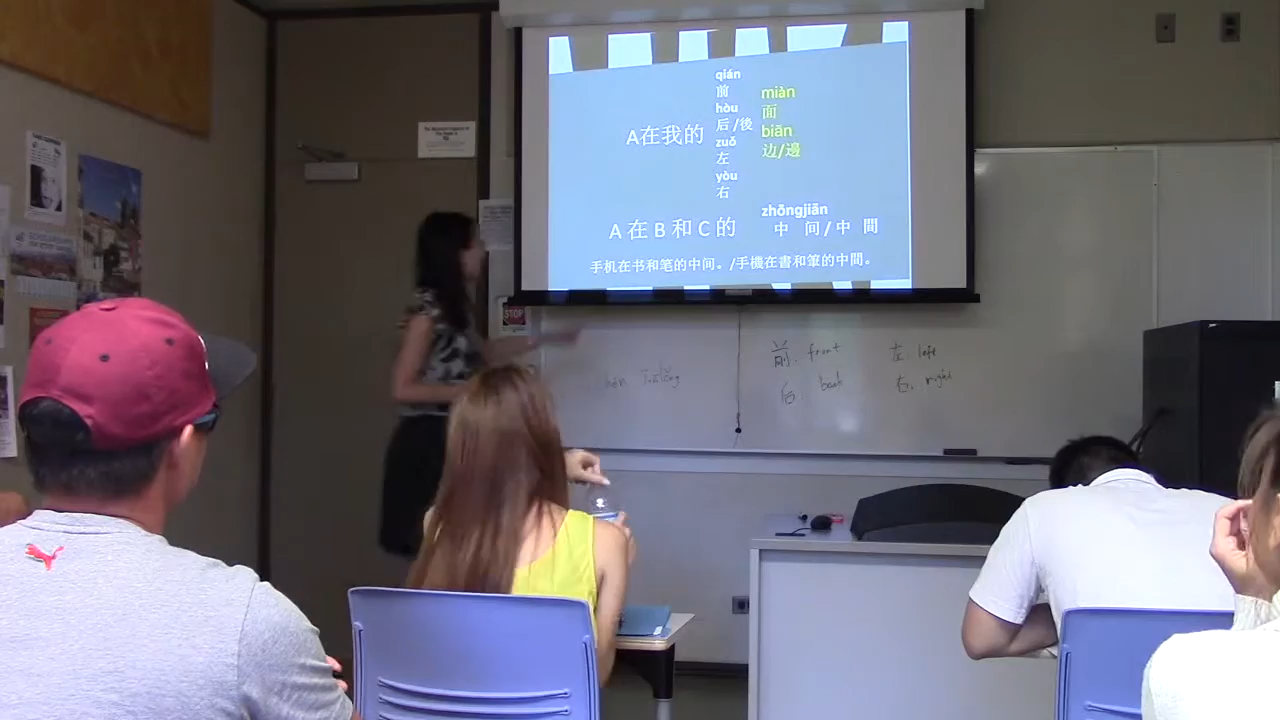 qián
前
hòu
后/後
zuǒ
左
yòu
右
miàn
面
biān
边/邊
A在我的
zhōngjiān
A 在 B 和 C 的 中 间/中 間
手机在书和笔的中间。/手機在書和筆的中間。
STOP
前: front 左: left
后: back 右: right
hěn